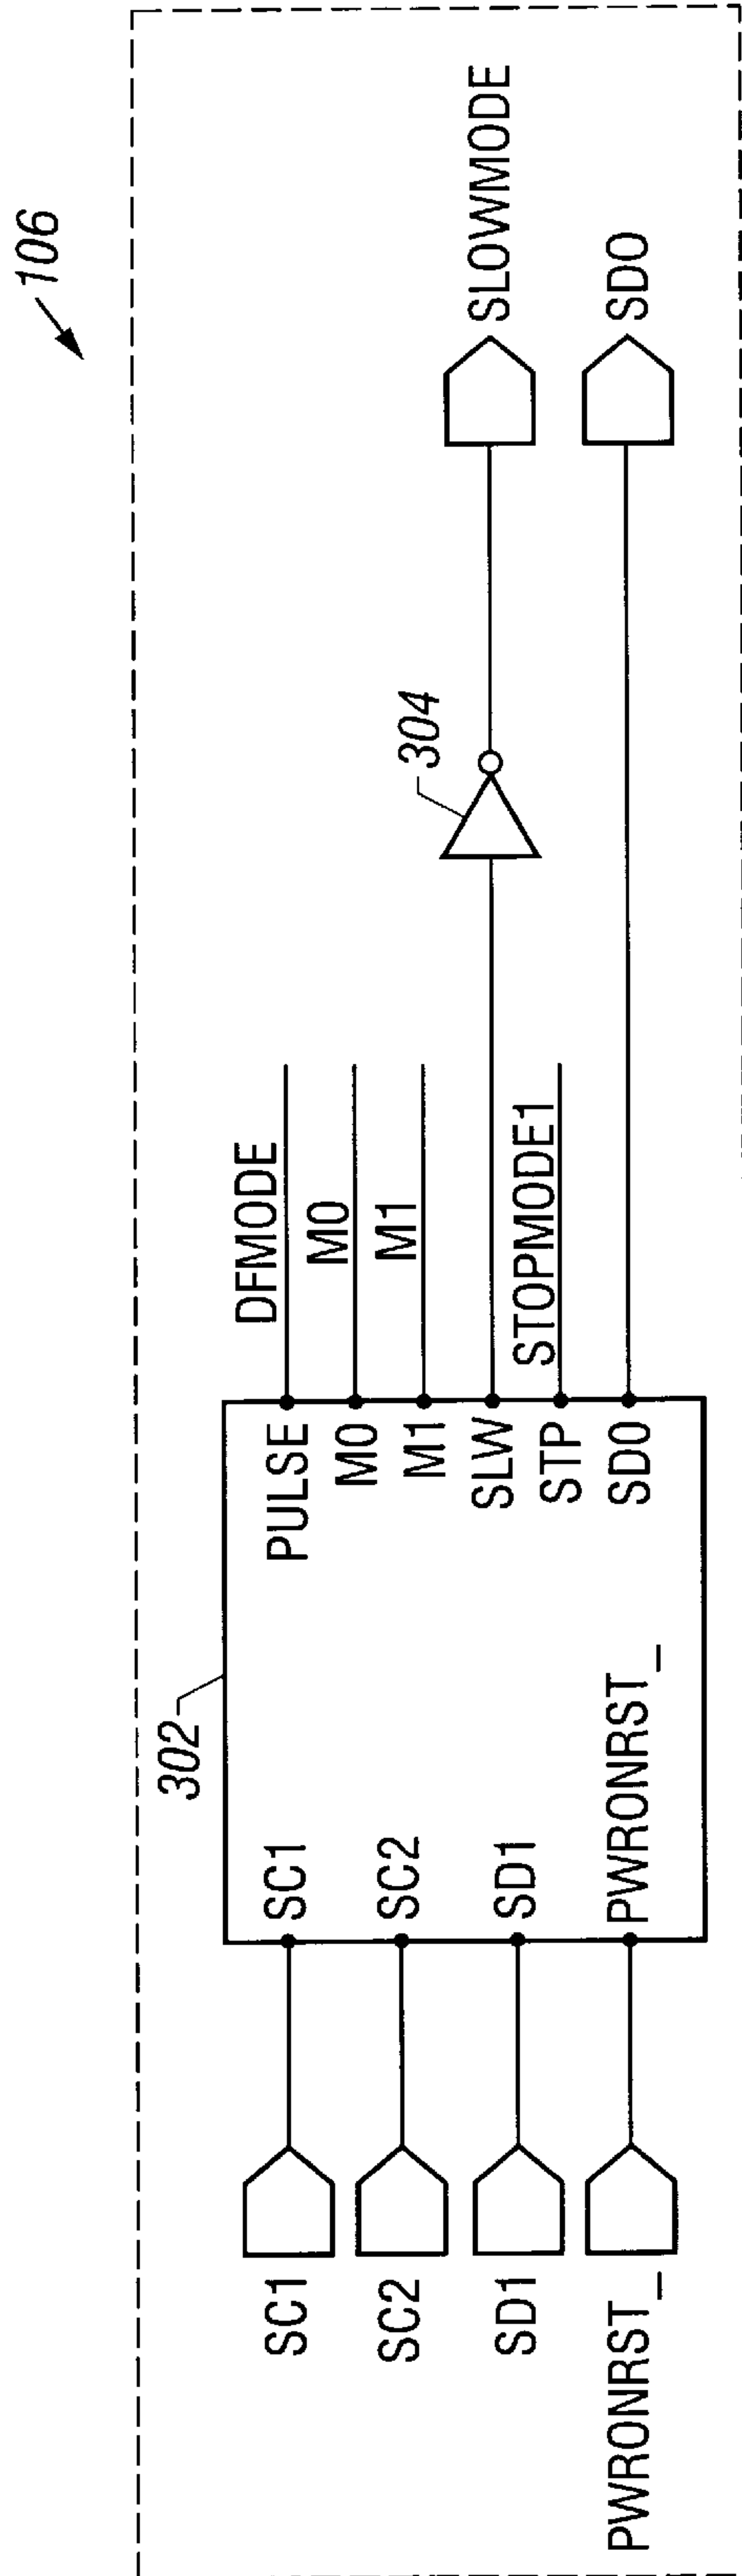 106
SC1
SC2
SD1
PWRONRST_
302
SC1
SC2
SD1
PWRONRST_
PULSE
M0
M1
SLW
STP
SD0
DFMODE
M0
M1
STOPMODE1
304
SLOWMODE
SDO